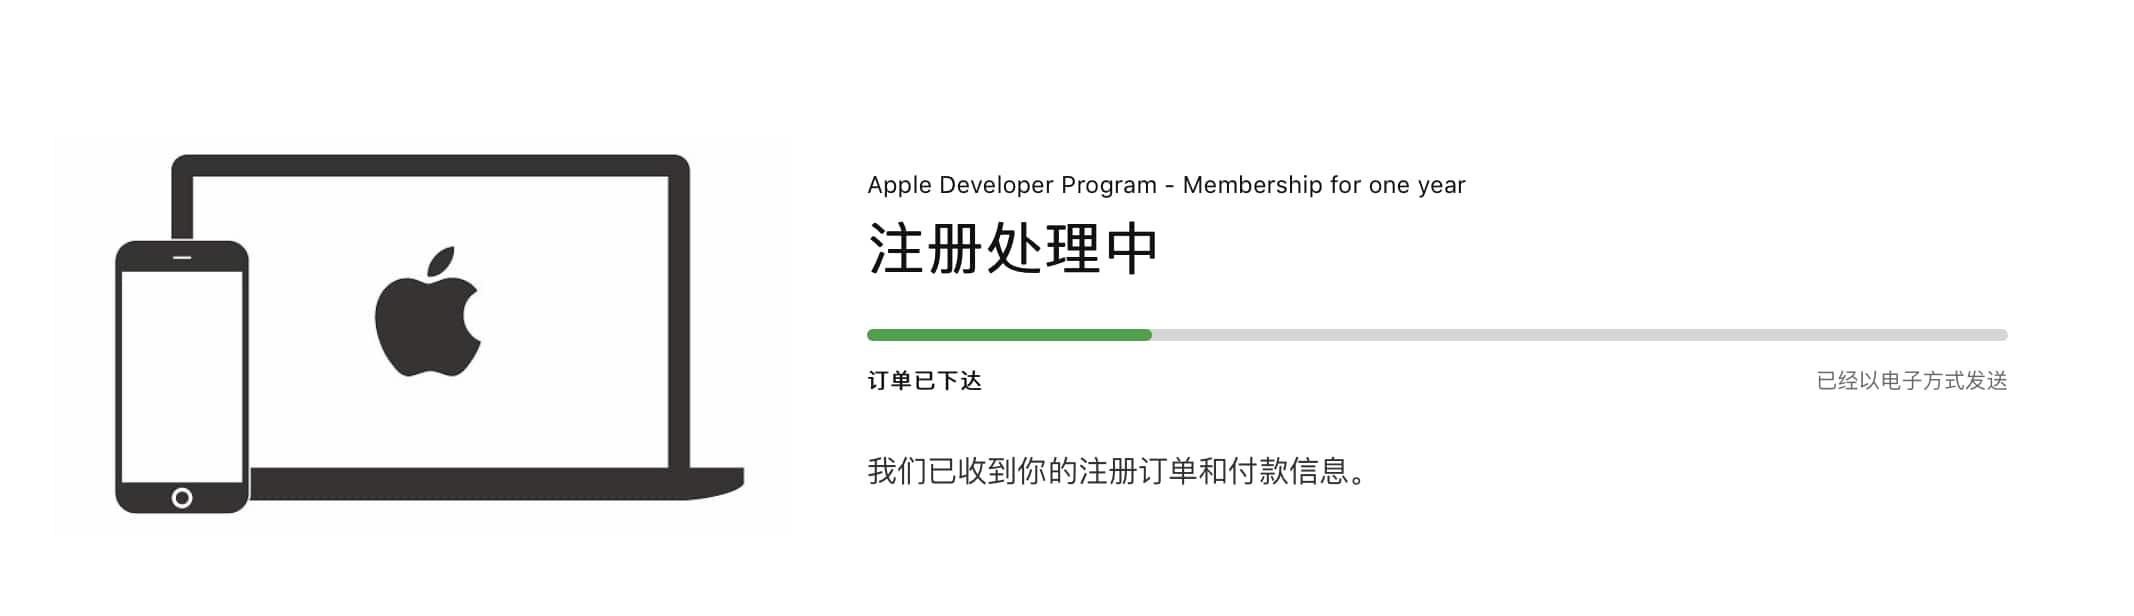 Apple Developer Program - Membership for one year
注册处理中
订单已下达
已经以电子方式发送
我们已收到你的注册订单和付款信息。